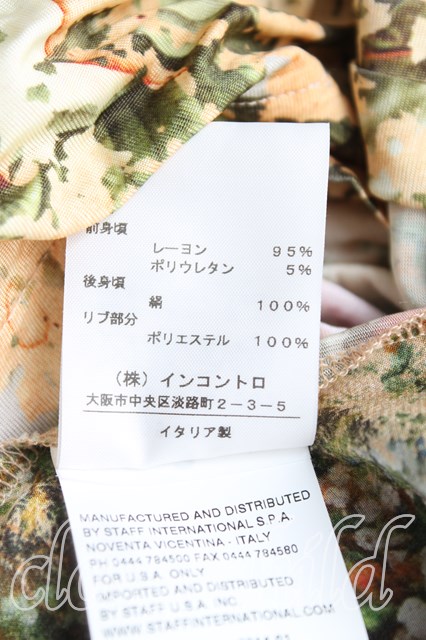 前身頃
レーヨン 95%
ポリウレタン 5%
後身頃
絹 100%
リブ部分
ポリエステル 100%
(株)インコントロ
大阪市中央区淡路町2-3-5
イタリア製
MANUFACTURED AND DISTRIBUTED
BY STAFF INTERNATIONAL S.P.A.
NOVENTA VICENTINA - ITALY
PH 0444 784500 FAX 0444 784580
FOR U.S.A. ONLY
IMPORTED AND DISTRIBUTED
BY STAFF U.S.A. INC.
WWW.STAFFINTERNATIONAL.COM